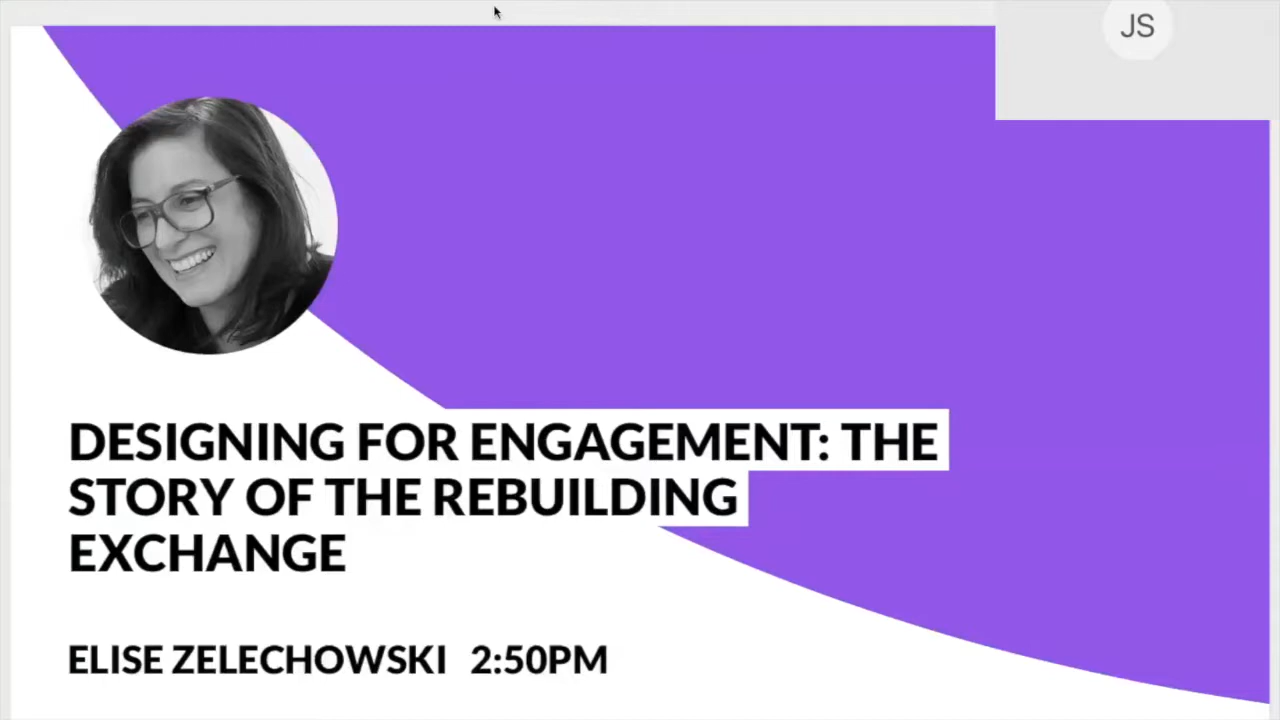 JS
DESIGNING FOR ENGAGEMENT: THE
STORY OF THE REBUILDING
EXCHANGE
ELISE ZELECHOWSKI 2:50PM